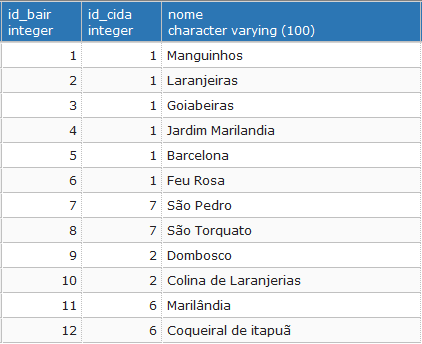 id_bair id_cida nome
integer integer character varying (100)
1 1 Manguinhos
2 1 Laranjeiras
3 1 Goiabeiras
4 1 Jardim Marilandia
5 1 Barcelona
6 1 Feu Rosa
7 7 São Pedro
8 7 São Torquato
9 2 Dombosco
10 2 Colina de Laranjerias
11 6 Marilândia
12 6 Coqueiral de itapuã